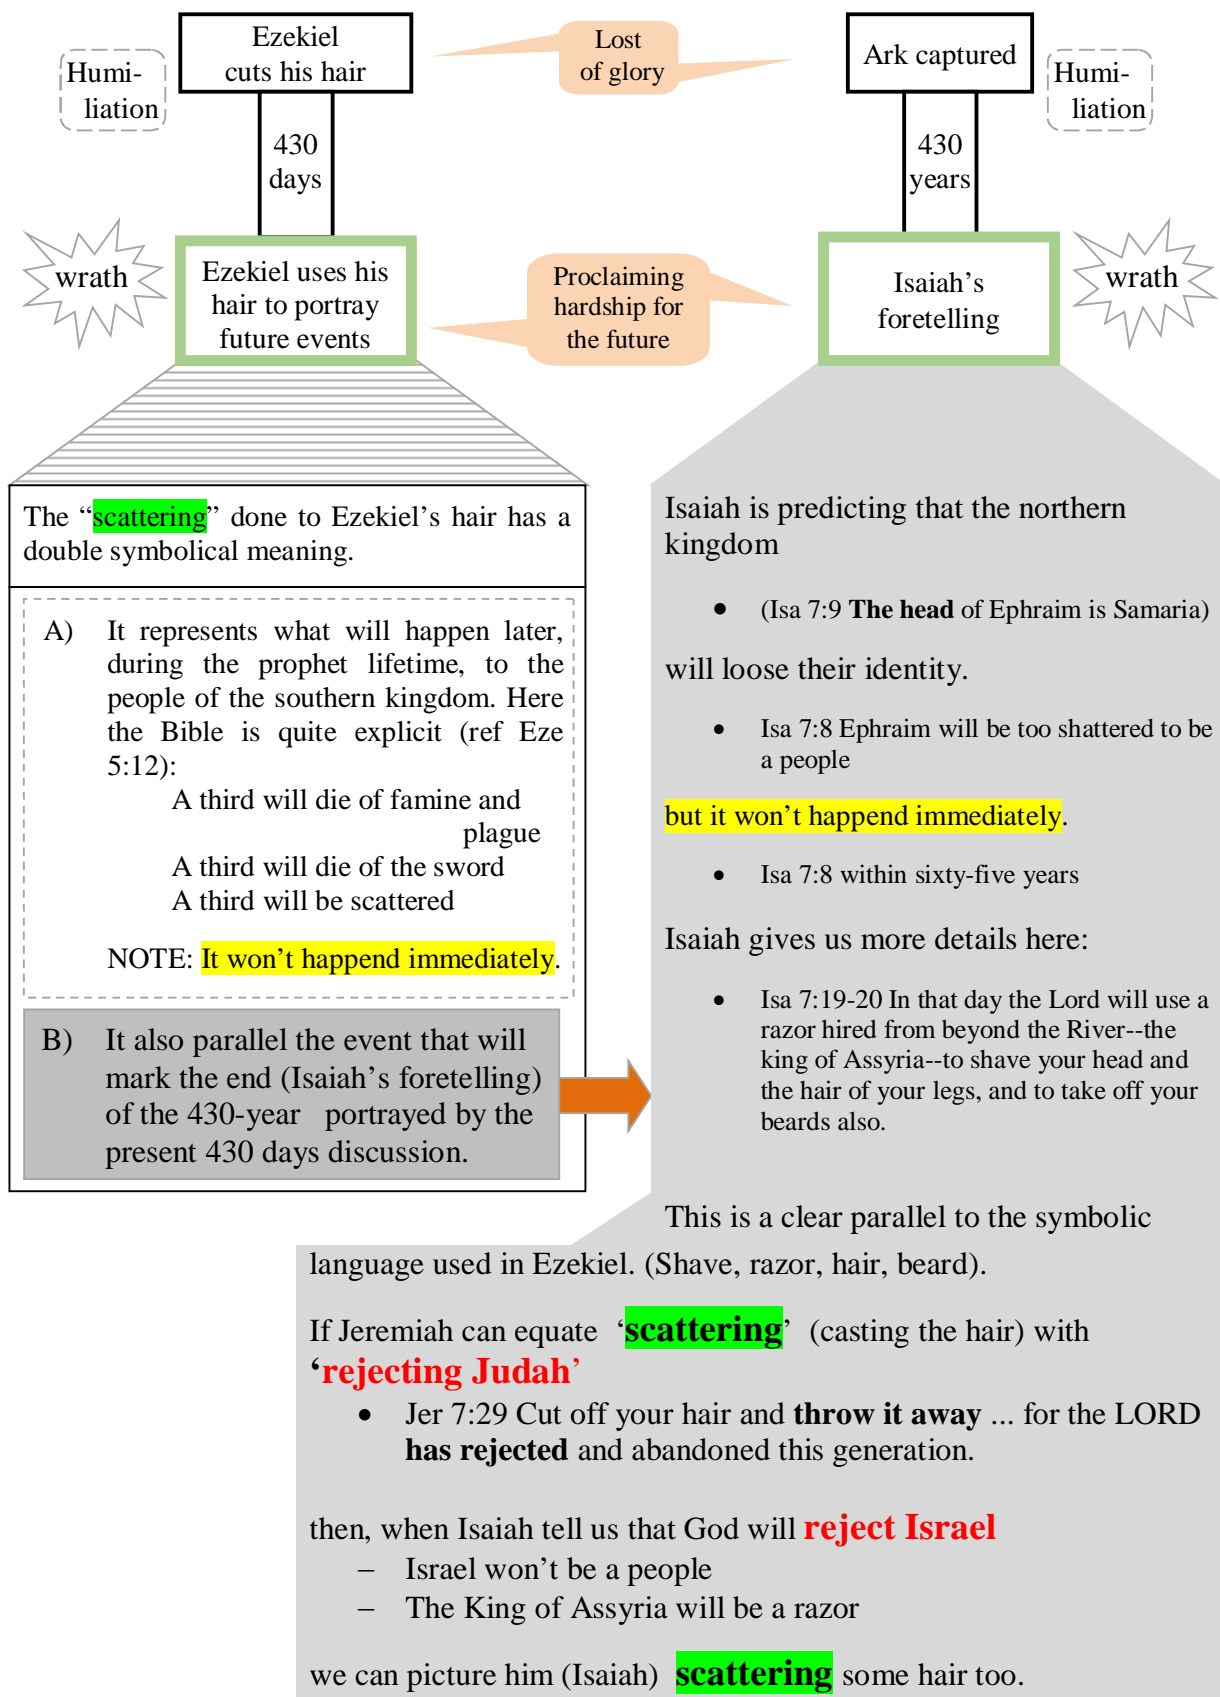 Ezekiel
cuts his hair
Lost
of glory
Ark captured
Humi-
liation
Humi-
liation
430
days
430
years
wrath
Ezekiel uses his
hair to portray
future events
Proclaiming
hardship for
the future
Isaiah’s
foretelling
wrath
The “scattering” done to Ezekiel’s hair has a
double symbolical meaning.
A) It represents what will happen later,
during the prophet lifetime, to the
people of the southern kingdom. Here
the Bible is quite explicit (ref Eze
5:12):
A third will die of famine and
plague
A third will die of the sword
A third will be scattered
NOTE: It won’t happend immediately.
B) It also parallel the event that will
mark the end (Isaiah’s foretelling)
of the 430-year portrayed by the
present 430 days discussion.
Isaiah is predicting that the northern
kingdom
• (Isa 7:9 The head of Ephraim is Samaria)
will loose their identity.
• Isa 7:8 Ephraim will be too shattered to be
a people
but it won’t happend immediately.
• Isa 7:8 within sixty-five years
Isaiah gives us more details here:
• Isa 7:19-20 In that day the Lord will use a
razor hired from beyond the River--the
king of Assyria--to shave your head and
the hair of your legs, and to take off your
beards also.
This is a clear parallel to the symbolic
language used in Ezekiel. (Shave, razor, hair, beard).
If Jeremiah can equate ‘scattering’ (casting the hair) with
‘rejecting Judah’
• Jer 7:29 Cut off your hair and throw it away ... for the LORD
has rejected and abandoned this generation.
then, when Isaiah tell us that God will reject Israel
– Israel won’t be a people
– The King of Assyria will be a razor
we can picture him (Isaiah) scattering some hair too.